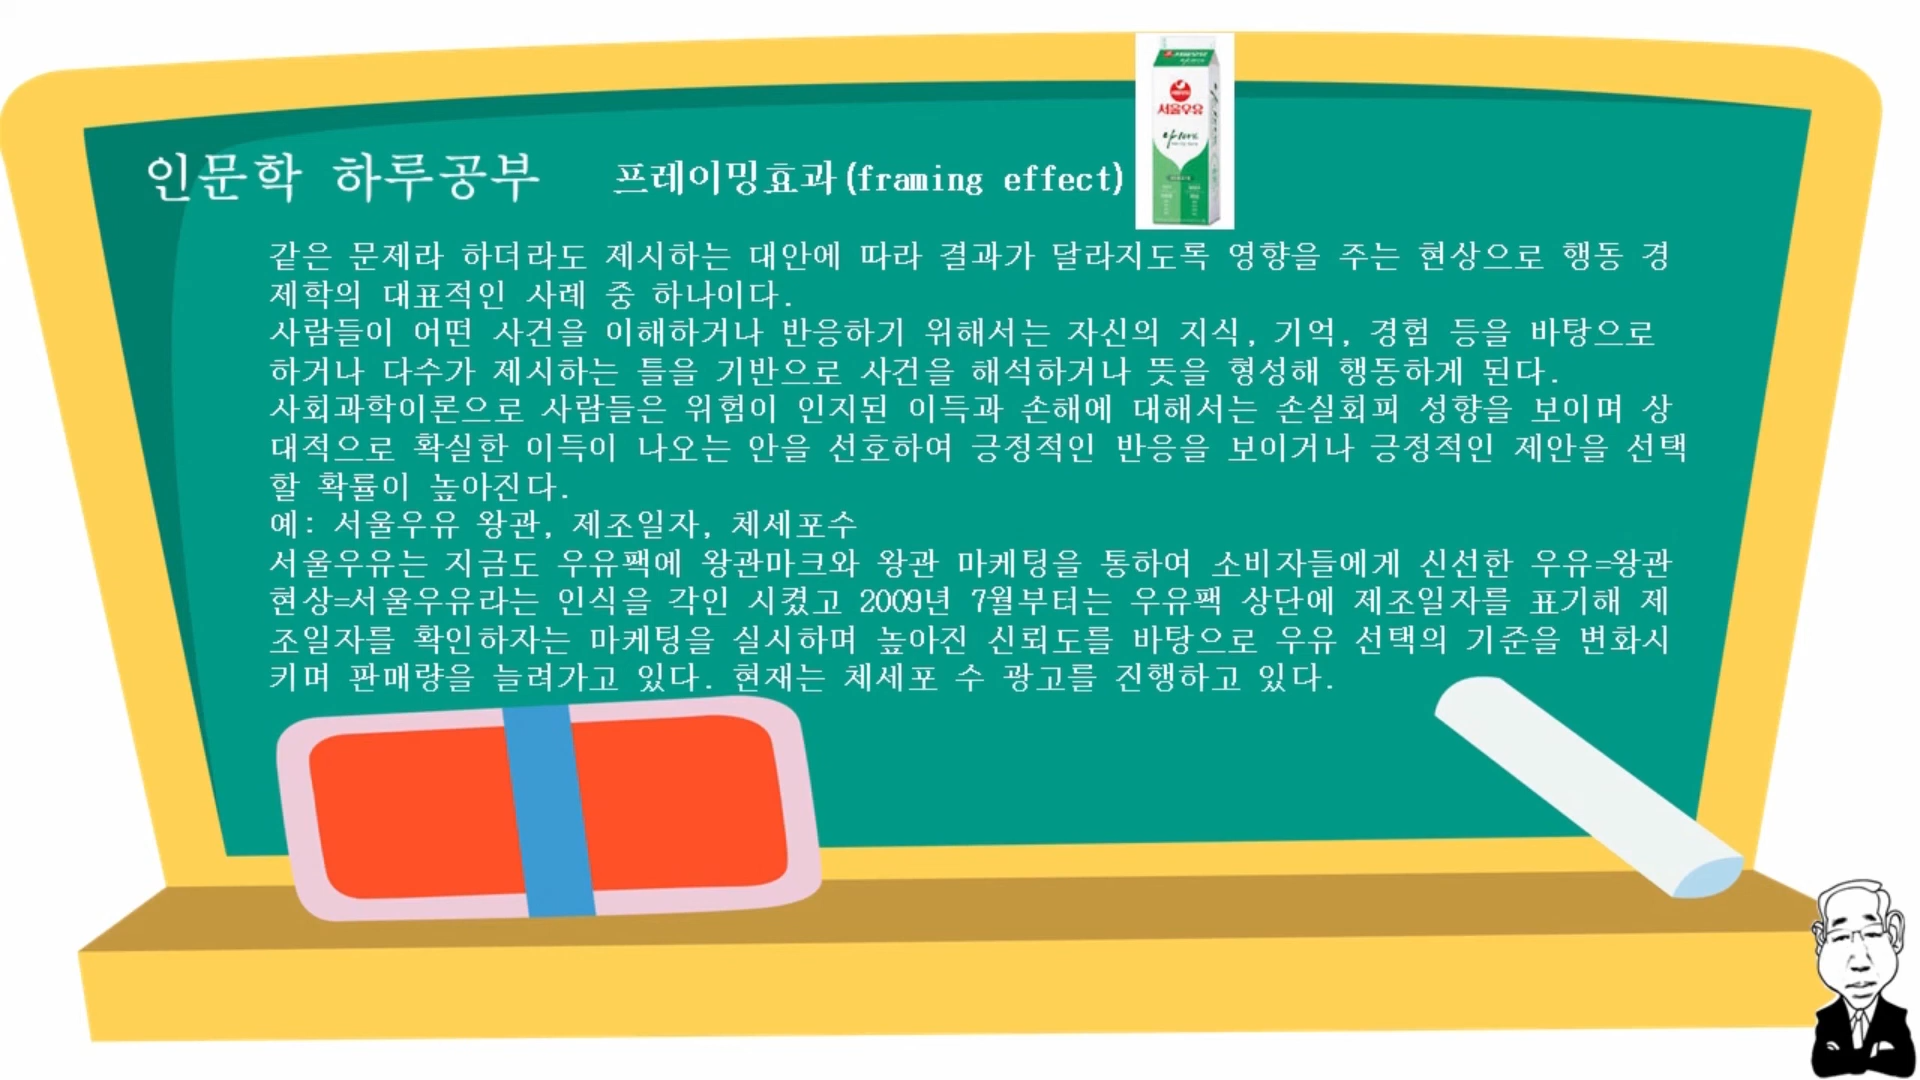 서울우유
인문학 하루공부
프레이밍효과(framing effect)
같은 문제라 하더라도 제시하는 대안에 따라 결과가 달라지도록 영향을 주는 현상으로 행동 경
제학의 대표적인 사례 중 하나이다.
사람들이 어떤 사건을 이해하거나 반응하기 위해서는 자신의 지식, 기억, 경험 등을 바탕으로
하거나 다수가 제시하는 틀을 기반으로 사건을 해석하거나 뜻을 형성해 행동하게 된다.
사회과학이론으로 사람들은 위험이 인지된 이득과 손해에 대해서는 손실회피 성향을 보이며 상
대적으로 확실한 이득이 나오는 안을 선호하여 긍정적인 반응을 보이거나 긍정적인 제안을 선택
할 확률이 높아진다.
예: 서울우유 왕관, 제조일자, 체세포수
서울우유는 지금도 우유팩에 왕관마크와 왕관 마케팅을 통하여 소비자들에게 신선한 우유=왕관
현상=서울우유라는 인식을 각인 시켰고 2009년 7월부터는 우유팩 상단에 제조일자를 표기해 제
조일자를 확인하자는 마케팅을 실시하며 높아진 신뢰도를 바탕으로 우유 선택의 기준을 변화시
키며 판매량을 늘려가고 있다. 현재는 체세포 수 광고를 진행하고 있다.